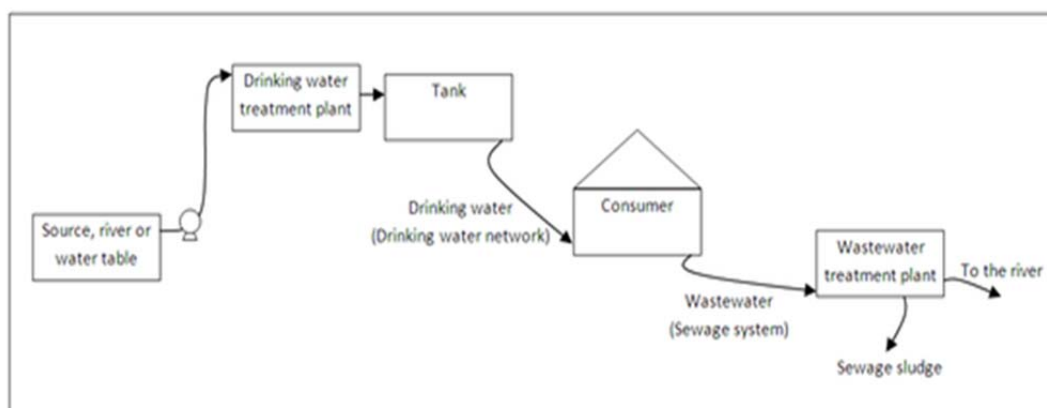 Drinking water
treatment plant
Tank
Source, river or
water table
Drinking water
(Drinking water network)
Consumer
Wastewater
(Sewage system)
Wastewater
treatment plant
To the river
Sewage sludge